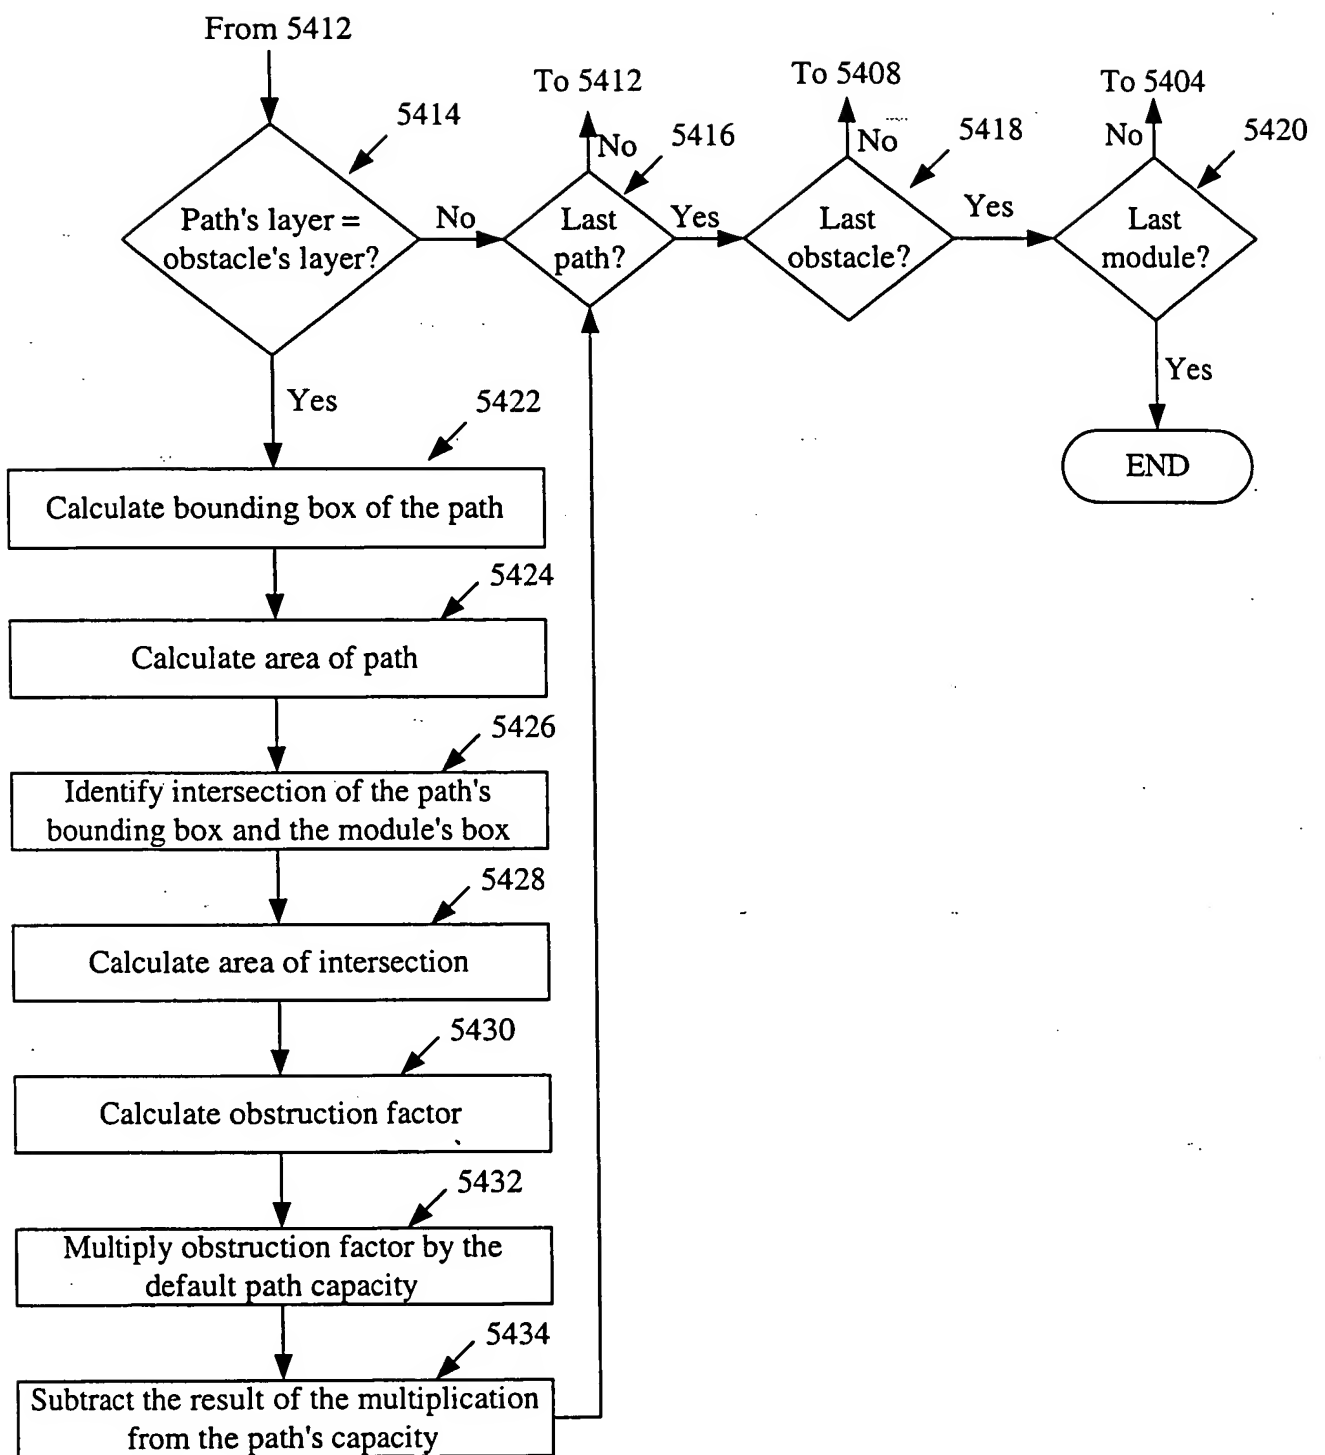 From 5412
To 5412
To 5408
To 5404
5414
5416
5418
5420
No
No
No
Path's layer =
obstacle's layer?
No
Last
path?
Yes
Last
obstacle?
Yes
Last
module?
Yes
Yes
END
5422
Calculate bounding box of the path
5424
Calculate area of path
5426
Identify intersection of the path's
bounding box and the module's box
5428
Calculate area of intersection
5430
Calculate obstruction factor
5432
Multiply obstruction factor by the
default path capacity
5434
Subtract the result of the multiplication
from the path's capacity